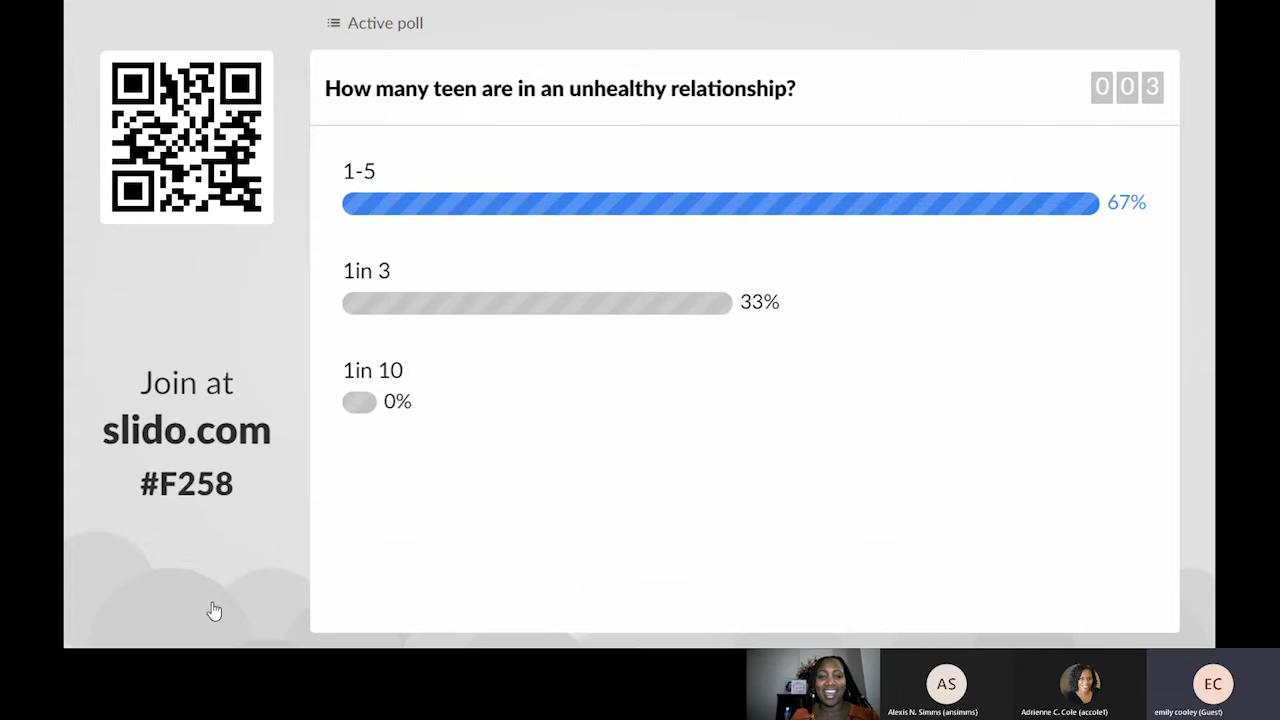 Active poll
How many teen are in an unhealthy relationship?
003
1-5
67%
1in 3
33%
1in 10
0%
Join at
slido.com
#F258
AS
EC
Alexis N. Simms (ansimms)
Adrienne C. Cole (accole1)
emily cooley (Guest)